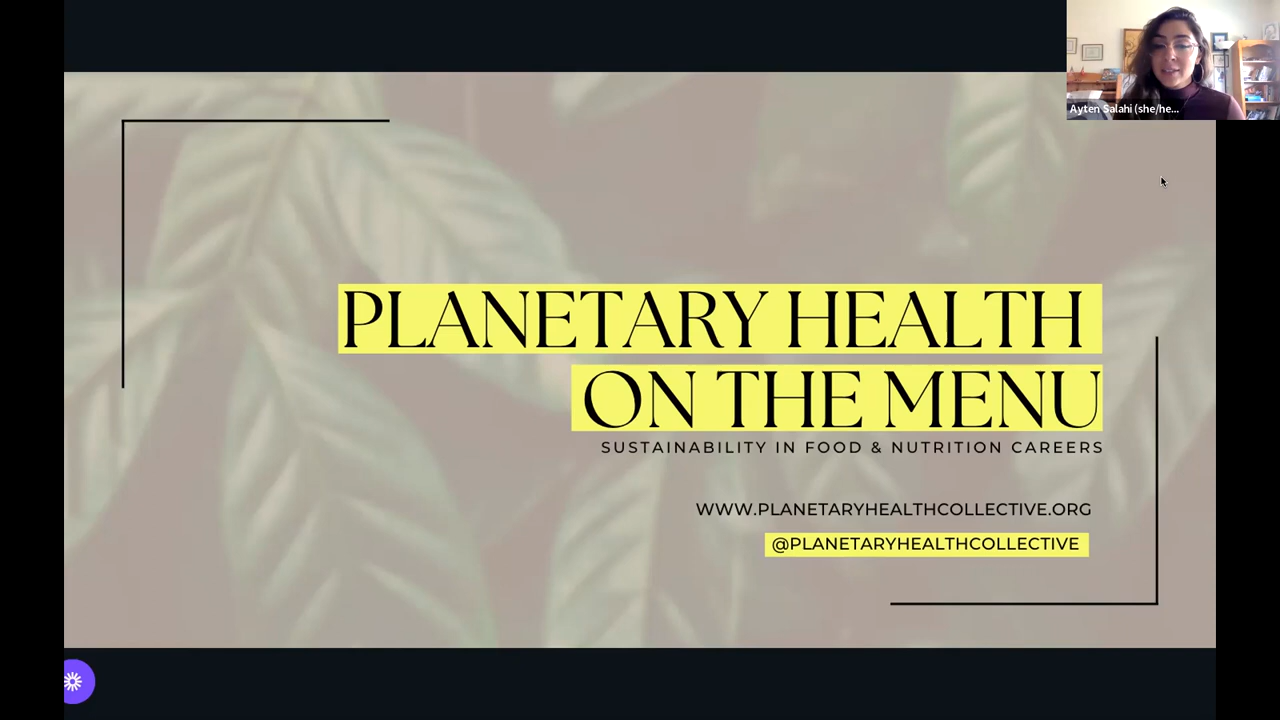 Ayten Salahi (she/he...
PLANETARY HEALTH
ON THE MENU
SUSTAINABILITY IN FOOD & NUTRITION CAREERS
WWW.PLANETARYHEALTHCOLLECTIVE.ORG
@PLANETARYHEALTHCOLLECTIVE